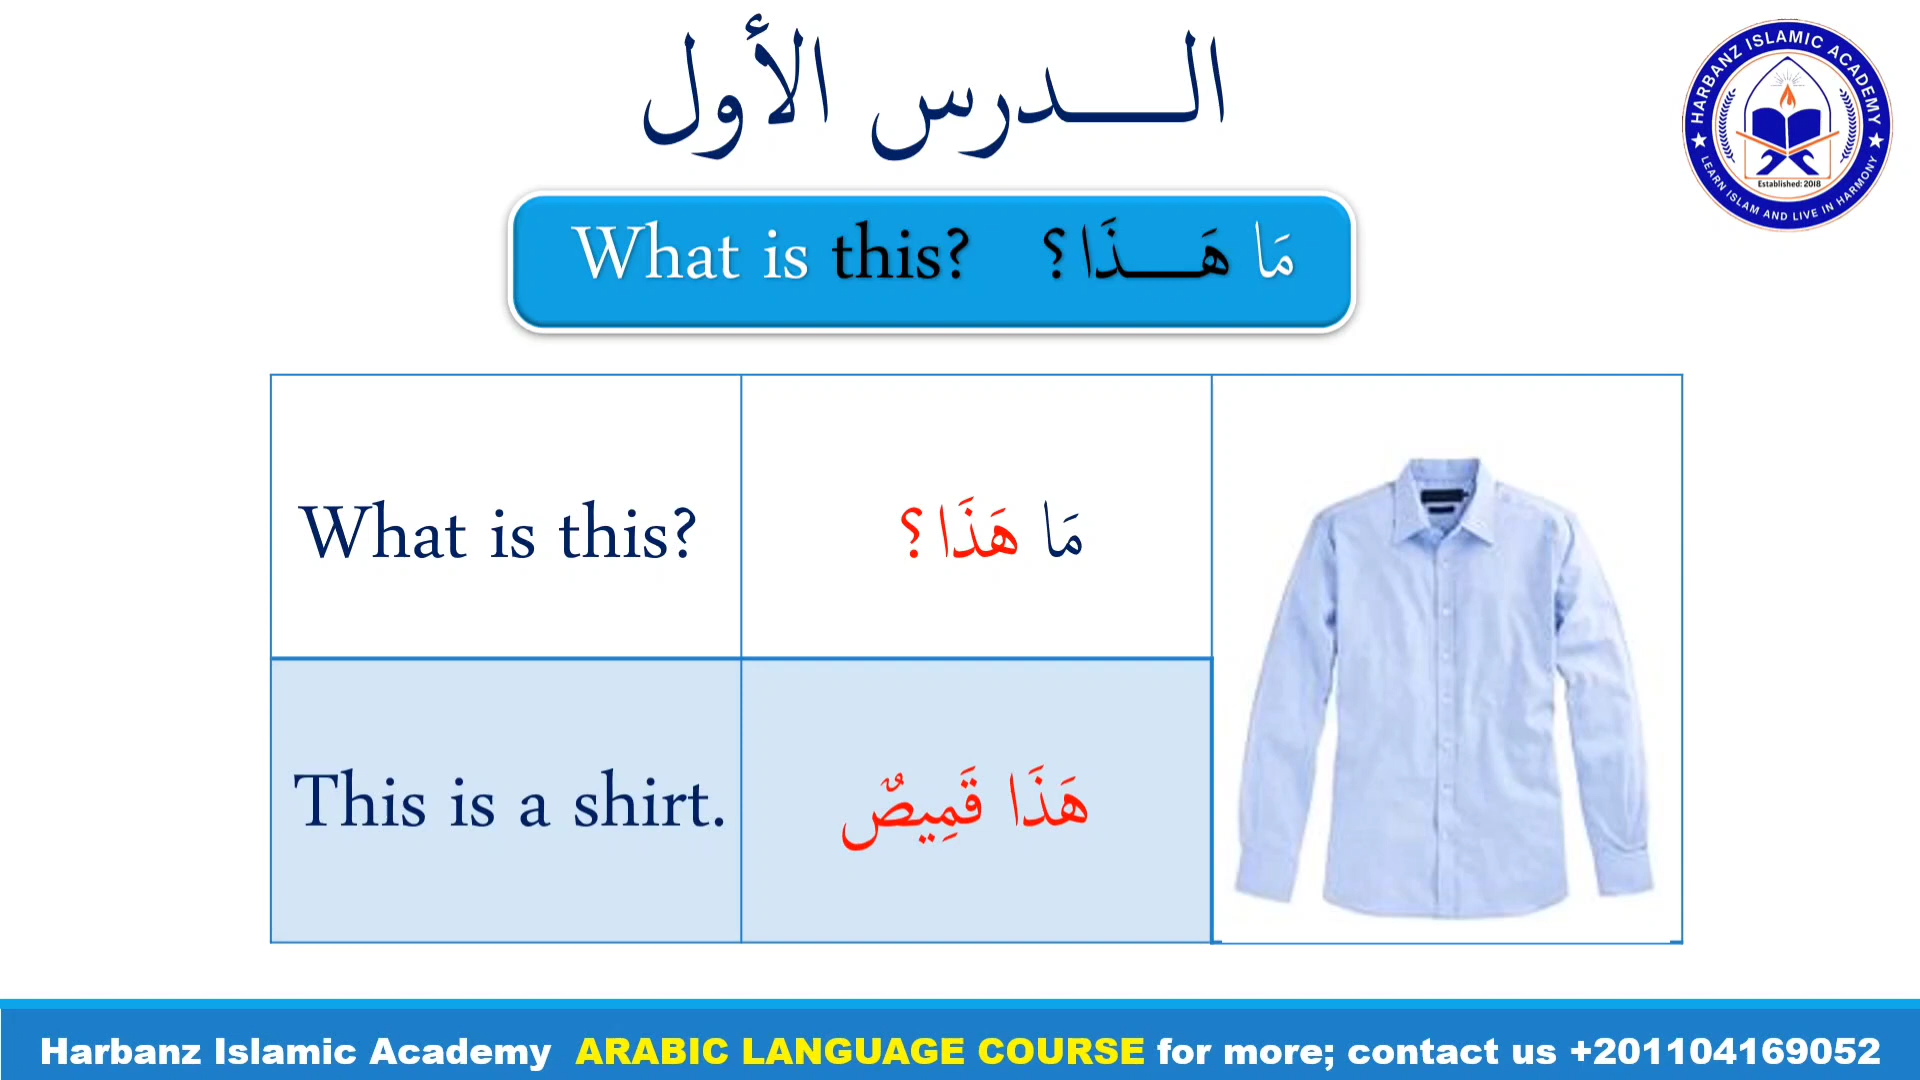 الـــدرس الأول
HARBANZ ISLAMIC ACADEMY
LEARN ISLAM AND LIVE IN HARMONY
Established: 2018
What is this? مَا هَـــذَا ؟
What is this?
مَا هَذَا ؟
This is a shirt.
هَذَا قَمِيصٌ
Harbanz Islamic Academy ARABIC LANGUAGE COURSE for more; contact us +201104169052